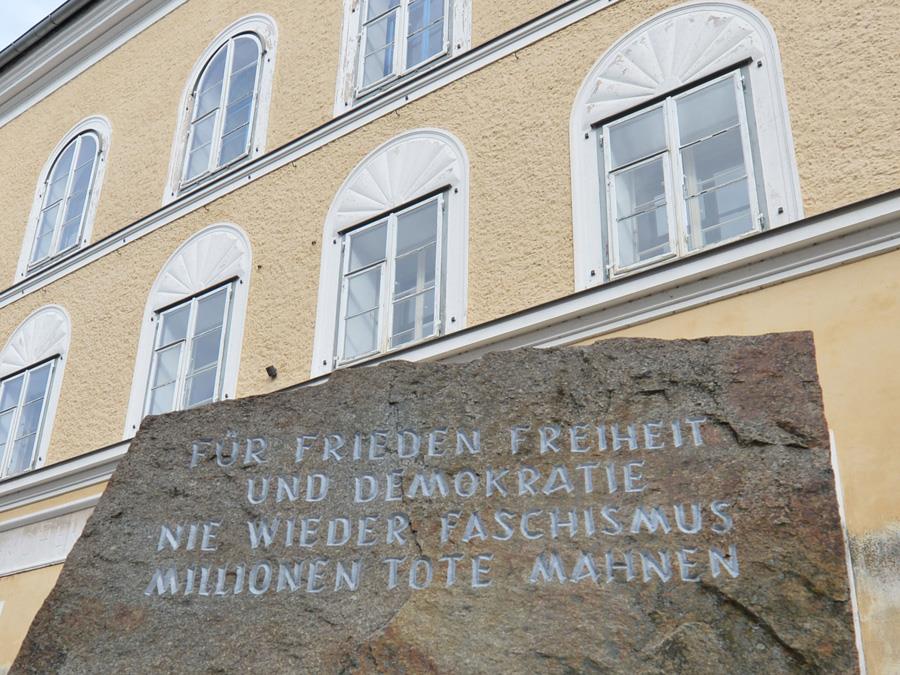 FÜR FRIEDEN FREIHEIT
UND DEMOKRATIE
NIE WIEDER FASCHISMUS
MILLIONEN TOTE MAHNEN